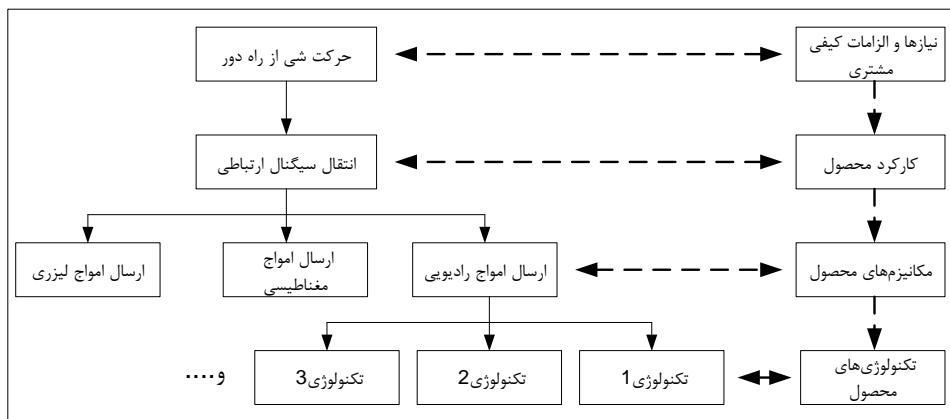 نیازها و الزامات کیفی
مشتری
حرکت شی از راه دور
کارکرد محصول
انتقال سیگنال ارتباطی
مکانیزم‌های محصول
ارسال امواج رادیویی
ارسال امواج
مغناطیسی
ارسال امواج لیزری
تکنولوژی‌های
محصول
تکنولوژی1
تکنولوژی2
تکنولوژی3
و....